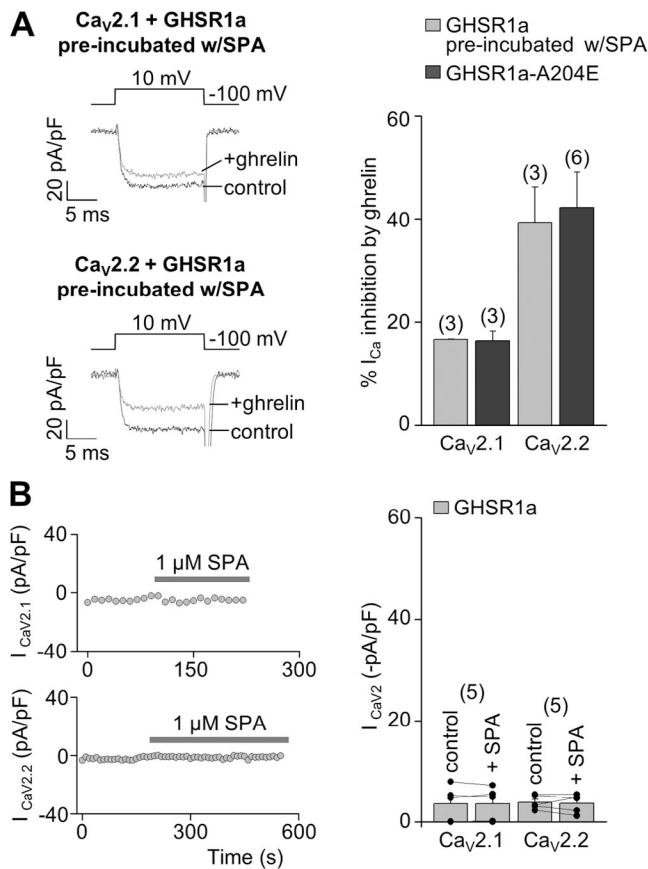 A
CaV2.1 + GHSR1a
pre-incubated w/SPA
10 mV
-100 mV
20 pA/pF
5 ms
+ghrelin
control
CaV2.2 + GHSR1a
pre-incubated w/SPA
10 mV
-100 mV
20 pA/pF
5 ms
+ghrelin
control
GHSR1a
pre-incubated w/SPA
GHSR1a-A204E
% ICa inhibition by ghrelin
60
40
20
0
(3)
(3)
(3)
(6)
CaV2.1
CaV2.2
B
I CaV2.1 (pA/pF)
40
0
-40
1 µM SPA
0
150
300
I CaV2.2 (pA/pF)
40
0
-40
1 µM SPA
0
300
600
Time (s)
GHSR1a
I CaV2 (-pA/pF)
60
40
20
0
(5)
(5)
control
+ SPA
control
+ SPA
CaV2.1
CaV2.2